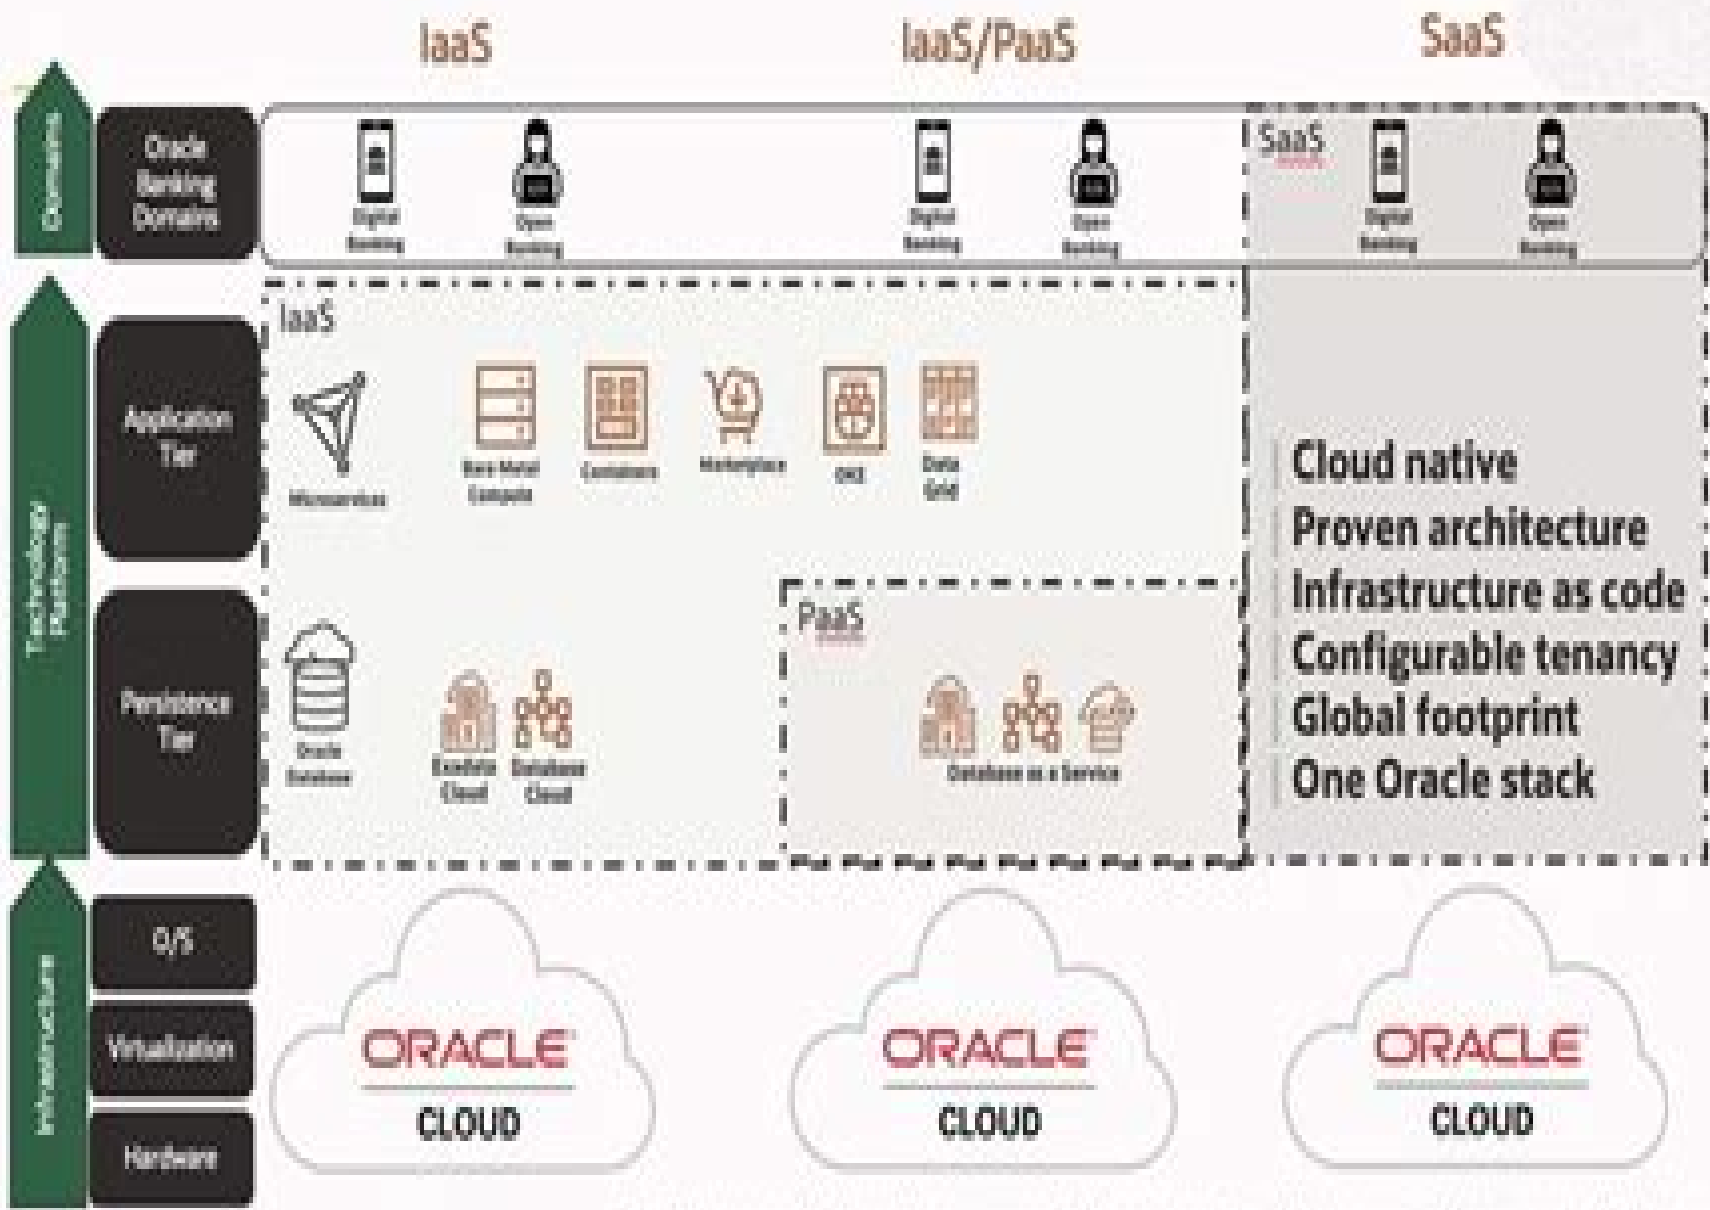 IaaS
IaaS/PaaS
SaaS
Domains
Oracle
Banking
Domains
Digital
Banking
Open
Banking
Digital
Banking
Open
Banking
SaaS
Digital
Banking
Open
Banking
Technology
Platform
Application
Tier
IaaS
Microservices
Bare Metal
Compute
Containers
Marketplace
OKE
Data
Grid
Persistence
Tier
Oracle
Database
Exadata
Cloud
Database
Cloud
PaaS
Database as a Service
Cloud native
Proven architecture
Infrastructure as code
Configurable tenancy
Global footprint
One Oracle stack
Infrastructure
O/S
Virtualization
Hardware
ORACLE
CLOUD
ORACLE
CLOUD
ORACLE
CLOUD